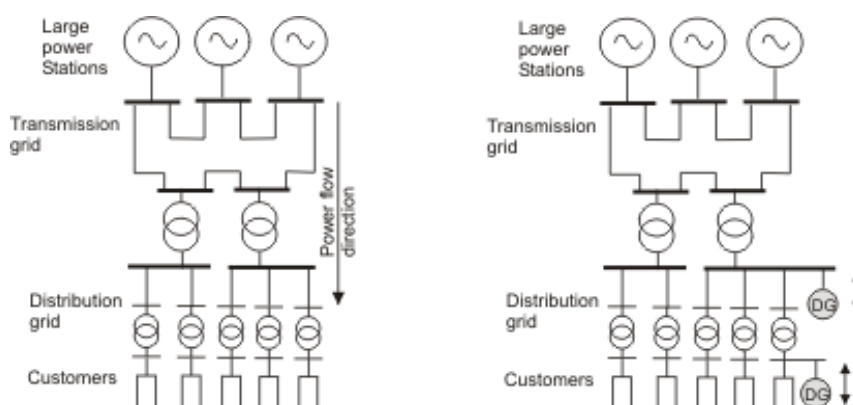 Large
power
Stations
Transmission
grid
Power flow
direction
Distribution
grid
Customers
Large
power
Stations
Transmission
grid
Distribution
grid
DG
Customers
DG